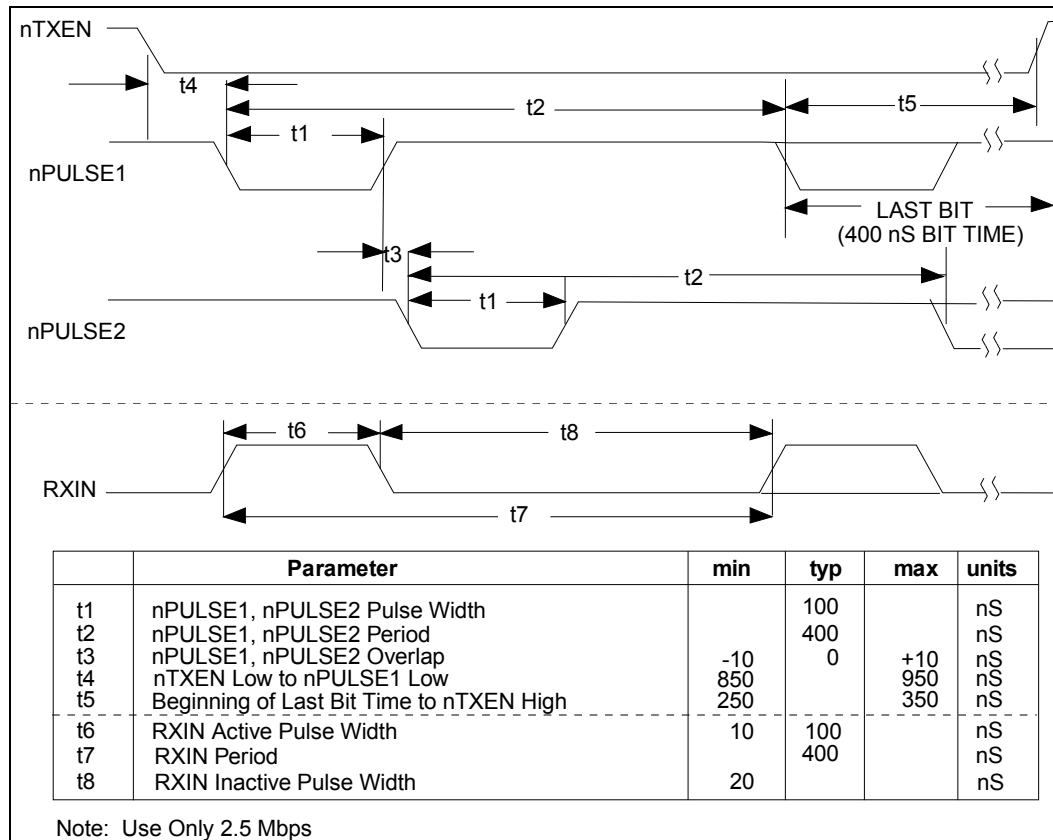 nTXEN
t4
t2
t5
t1
nPULSE1
LAST BIT
(400 nS BIT TIME)
t3
t2
t1
nPULSE2
t6
t8
RXIN
t7
Parameter min typ max units
t1 nPULSE1, nPULSE2 Pulse Width 100 nS
t2 nPULSE1, nPULSE2 Period 400 nS
t3 nPULSE1, nPULSE2 Overlap -10 0 +10 nS
t4 nTXEN Low to nPULSE1 Low 850 950 nS
t5 Beginning of Last Bit Time to nTXEN High 250 350 nS
t6 RXIN Active Pulse Width 10 100 nS
t7 RXIN Period 400 nS
t8 RXIN Inactive Pulse Width 20 nS
Note: Use Only 2.5 Mbps